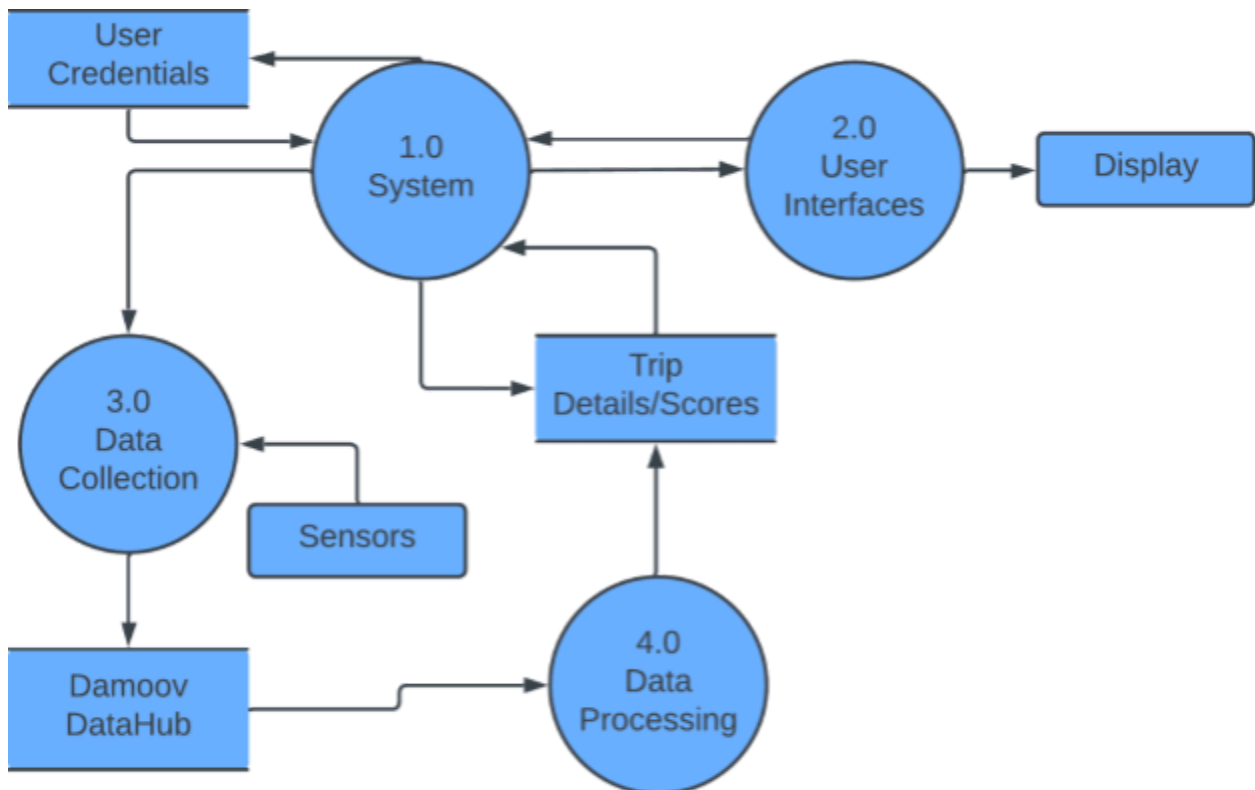 User
Credentials
1.0
System
2.0
User
Interfaces
Display
Trip
Details/Scores
3.0
Data
Collection
Sensors
4.0
Data
Processing
Damoov
DataHub